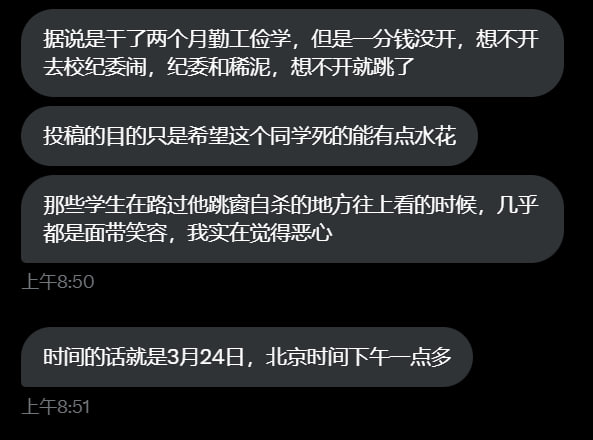 据说是干了两个月勤工俭学，但是一分钱没开，想不开
去校纪委闹，纪委和稀泥，想不开就跳了
投稿的目的只是希望这个同学死的能有点水花
那些学生在路过他跳窗自杀的地方往上看的时候，几乎
都是面带笑容，我实在觉得恶心
上午8:50
时间的话就是3月24日，北京时间下午一点多
上午8:51